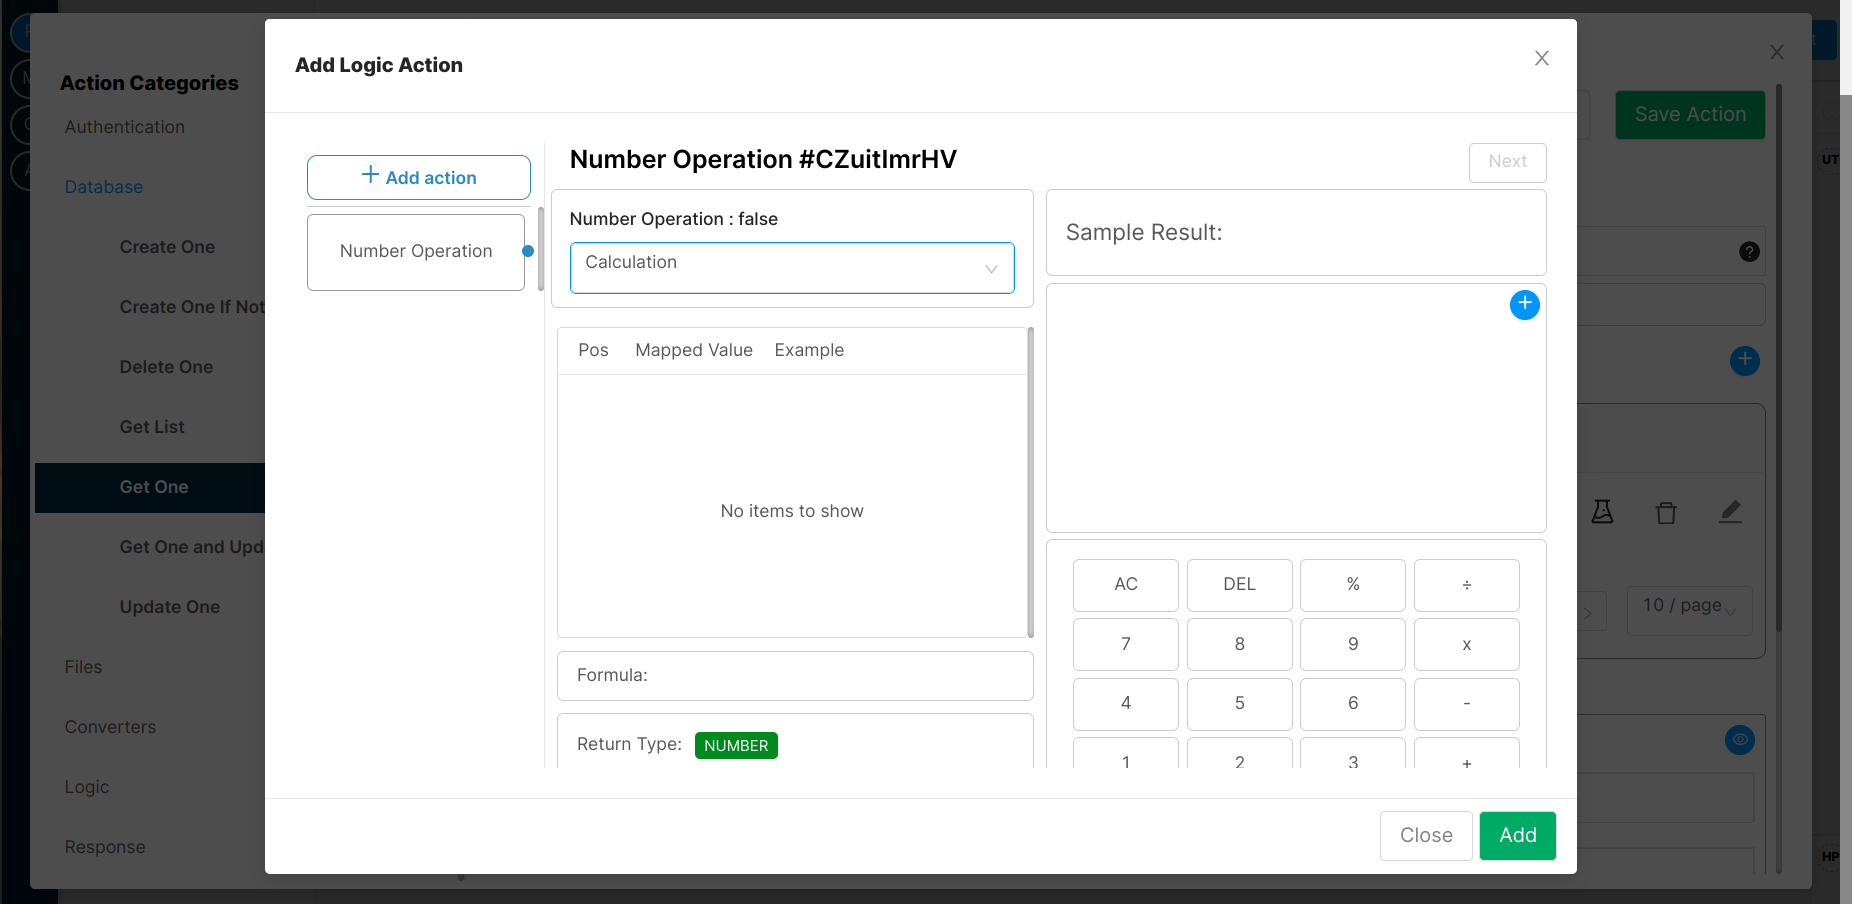 Action Categories
Authentication
Database
Create One
Create One If Not
Delete One
Get List
Get One
Get One and Upd
Update One
Files
Converters
Logic
Response
Add Logic Action
+ Add action
Number Operation
Number Operation #CZuitImrHV
Next
Number Operation : false
Calculation
Pos Mapped Value Example
No items to show
Formula:
Return Type: NUMBER
Sample Result:
AC DEL % ÷
7 8 9 x
4 5 6 -
1 2 3 +
Close Add
Save Action
?
10 / page
UT
HP